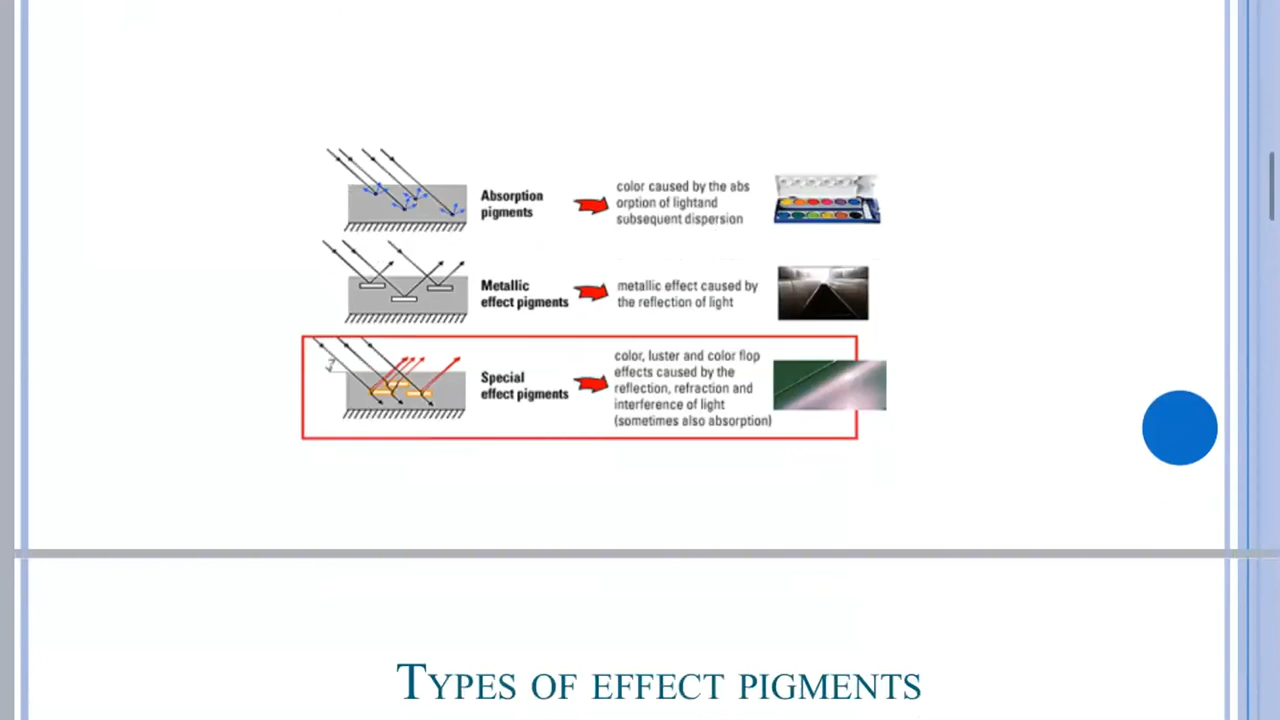 Absorption
pigments
color caused by the abs
orption of lightand
subsequent dispersion
Metallic
effect pigments
metallic effect caused by
the reflection of light
Special
effect pigments
color, luster and color flop
effects caused by the
reflection, refraction and
interference of light
(sometimes also absorption)
TYPES OF EFFECT PIGMENTS